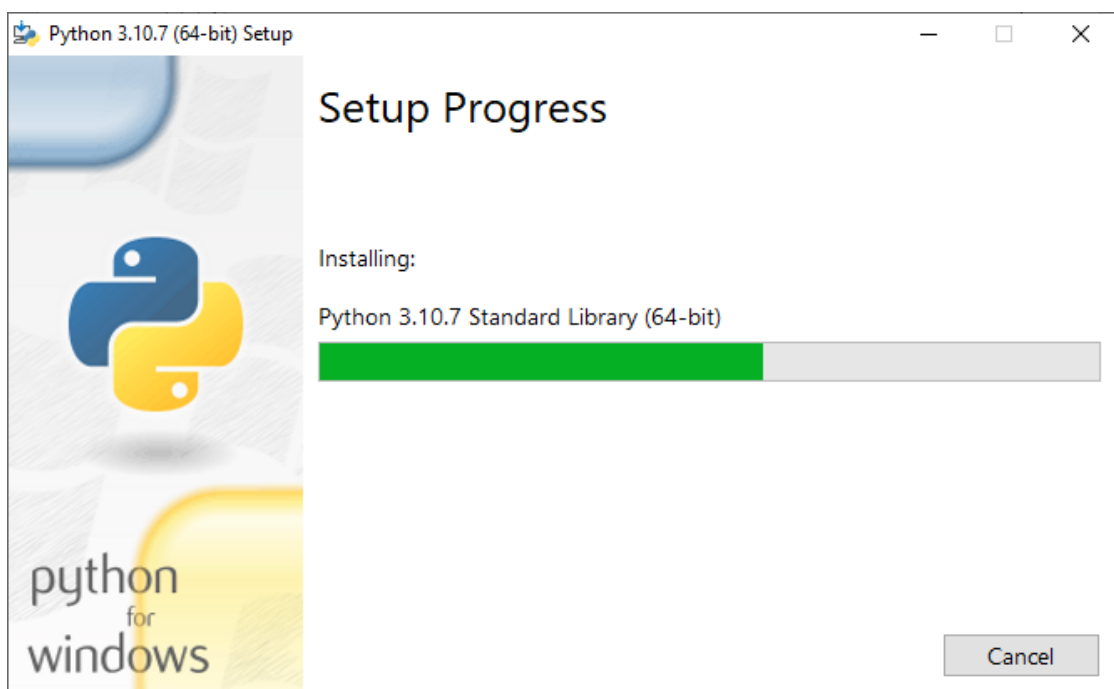 Python 3.10.7 (64-bit) Setup
Setup Progress
Installing:
Python 3.10.7 Standard Library (64-bit)
python
for
windows
Cancel